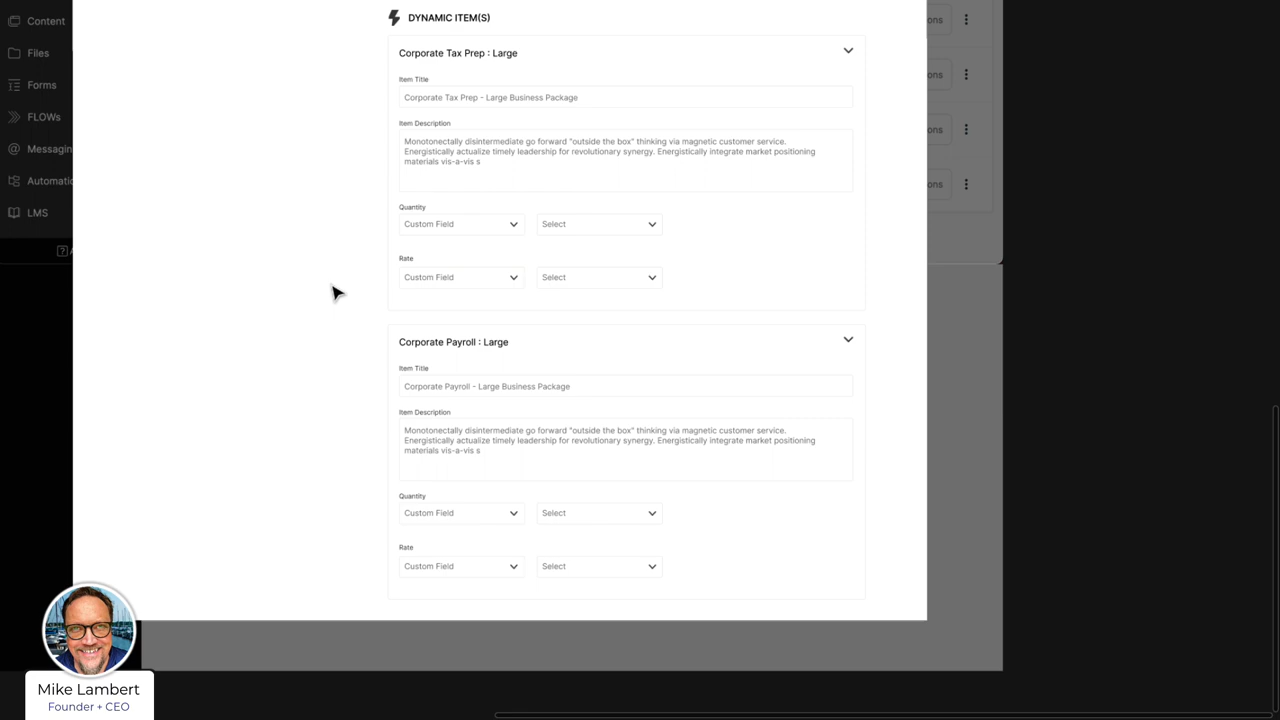 Content
Files
Forms
FLOWs
Messagin
Automatic
LMS
?
DYNAMIC ITEM(S)
Corporate Tax Prep : Large
Item Title
Corporate Tax Prep - Large Business Package
Item Description
Monotonectally disintermediate go forward "outside the box" thinking via magnetic customer service.
Energistically actualize timely leadership for revolutionary synergy. Energistically integrate market positioning
materials vis-a-vis s
Quantity
Custom Field
Select
Rate
Custom Field
Select
Corporate Payroll : Large
Item Title
Corporate Payroll - Large Business Package
Item Description
Monotonectally disintermediate go forward "outside the box" thinking via magnetic customer service.
Energistically actualize timely leadership for revolutionary synergy. Energistically integrate market positioning
materials vis-a-vis s
Quantity
Custom Field
Select
Rate
Custom Field
Select
ons
ons
ons
ons
Mike Lambert
Founder + CEO